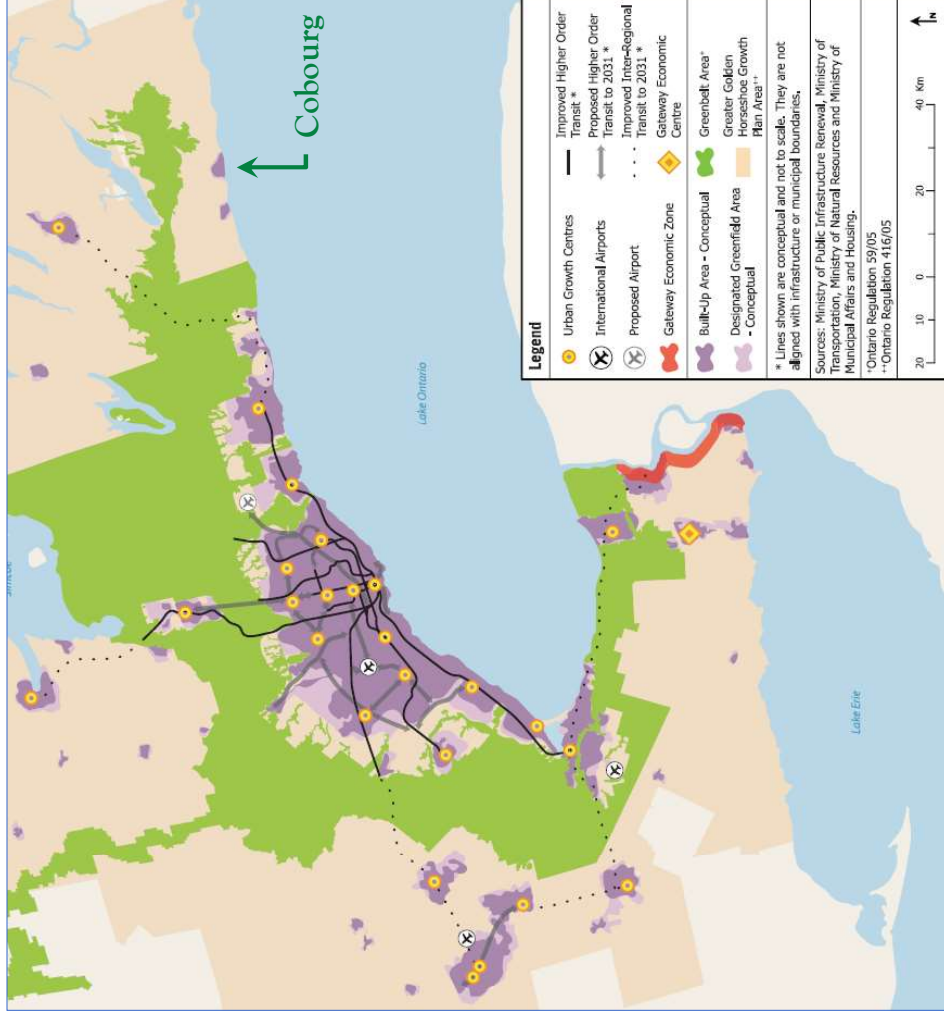 Simcoe
Cobourg
Lake Ontario
Lake Erie
Legend
Urban Growth Centres
International Airports
Proposed Airport
Gateway Economic Zone
Built-Up Area - Conceptual
Designated Greenfield Area
- Conceptual
Improved Higher Order
Transit *
Proposed Higher Order
Transit to 2031 *
Improved Inter-Regional
Transit to 2031 *
Gateway Economic
Centre
Greenbelt Area+
Greater Golden
Horseshoe Growth
Plan Area++
* Lines shown are conceptual and not to scale. They are not
aligned with infrastructure or municipal boundaries.
Sources: Ministry of Public Infrastructure Renewal, Ministry of
Transportation, Ministry of Natural Resources and Ministry of
Municipal Affairs and Housing.
+Ontario Regulation 59/05
++Ontario Regulation 416/05
20 10 0 20 40 Km
N